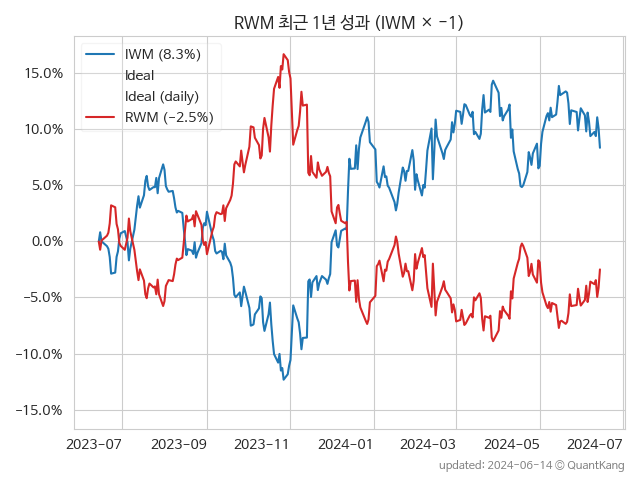 RWM 최근 1년 성과 (IWM × −1)
IWM (8.3%)
Ideal
Ideal (daily)
RWM (−2.5%)
15.0%
10.0%
5.0%
0.0%
−5.0%
−10.0%
−15.0%
2023-07 2023-09 2023-11 2024-01 2024-03 2024-05 2024-07
updated: 2024-06-14 © QuantKang